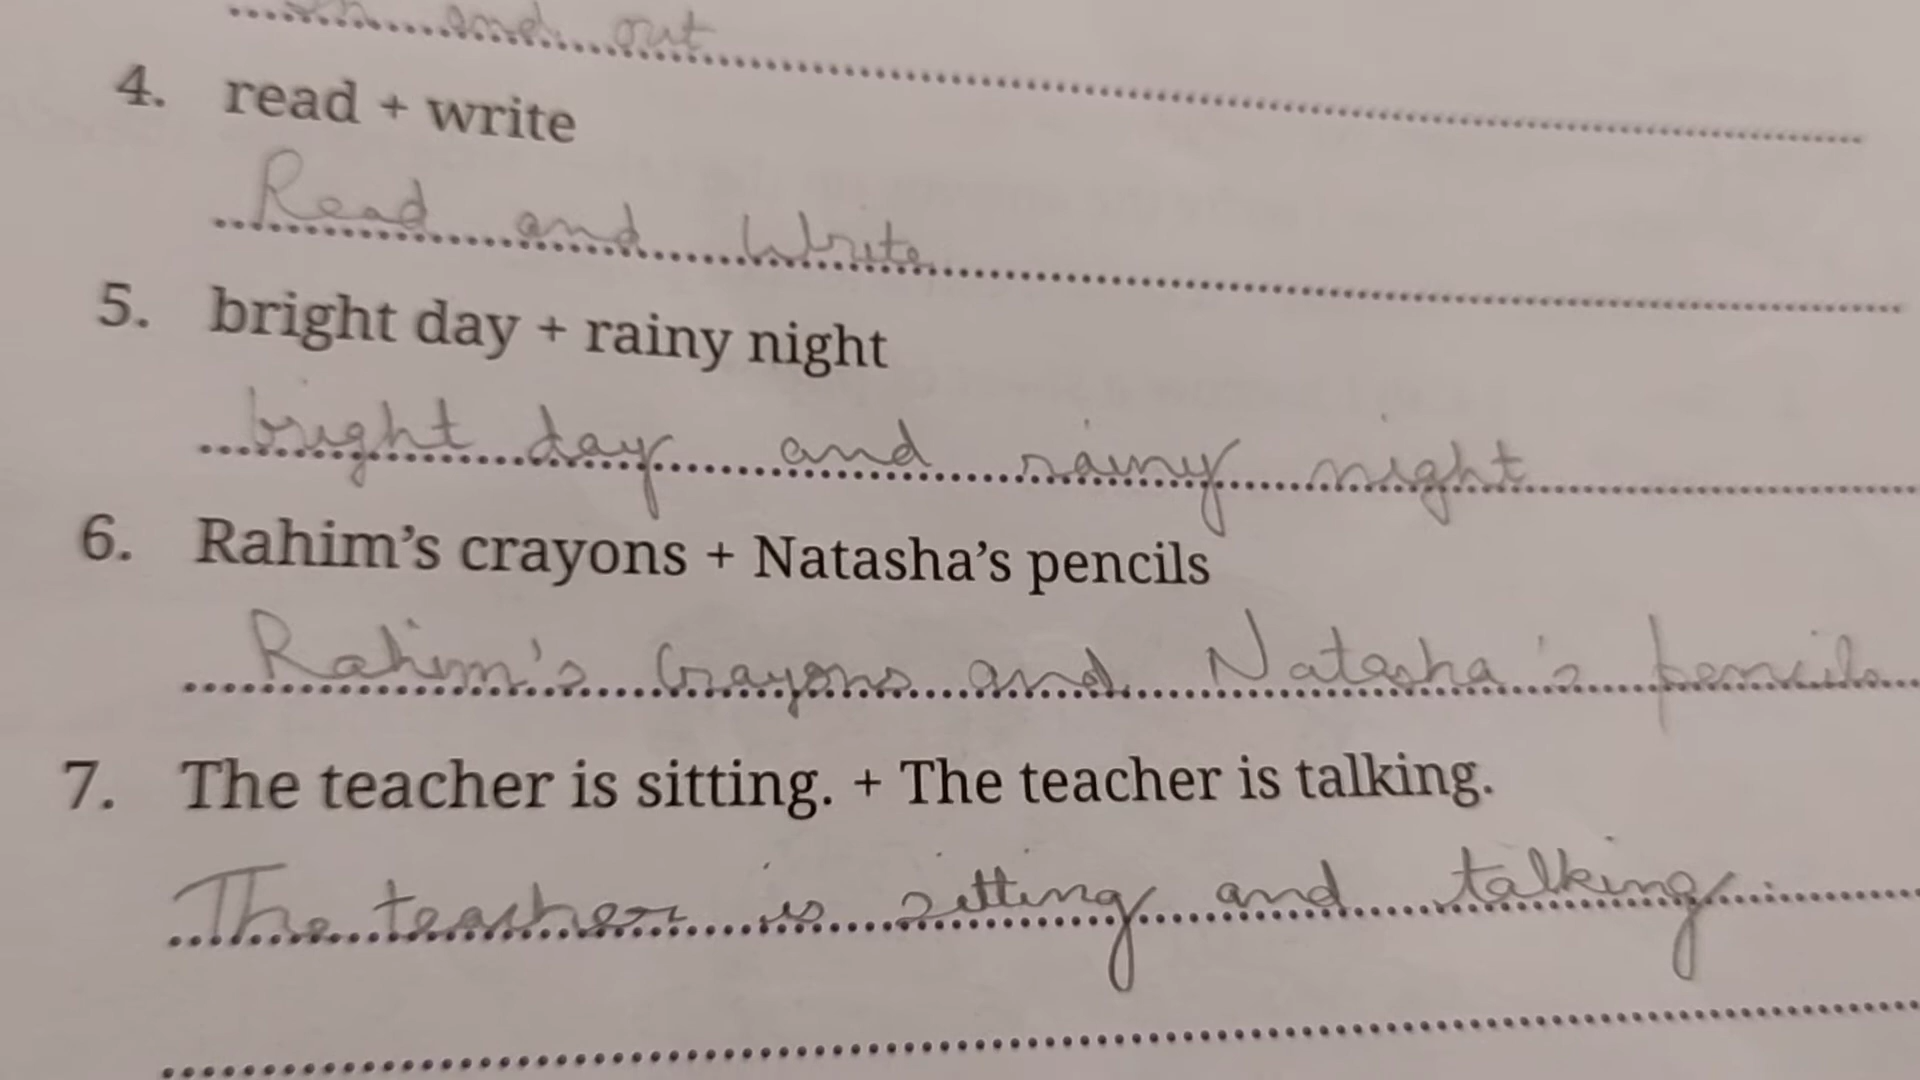 and out
4. read + write
Read and Write
5. bright day + rainy night
bright day and rainy night
6. Rahim's crayons + Natasha's pencils
Rahim's Crayons and Natasha's pencils
7. The teacher is sitting. + The teacher is talking.
The teacher is sitting and talking.